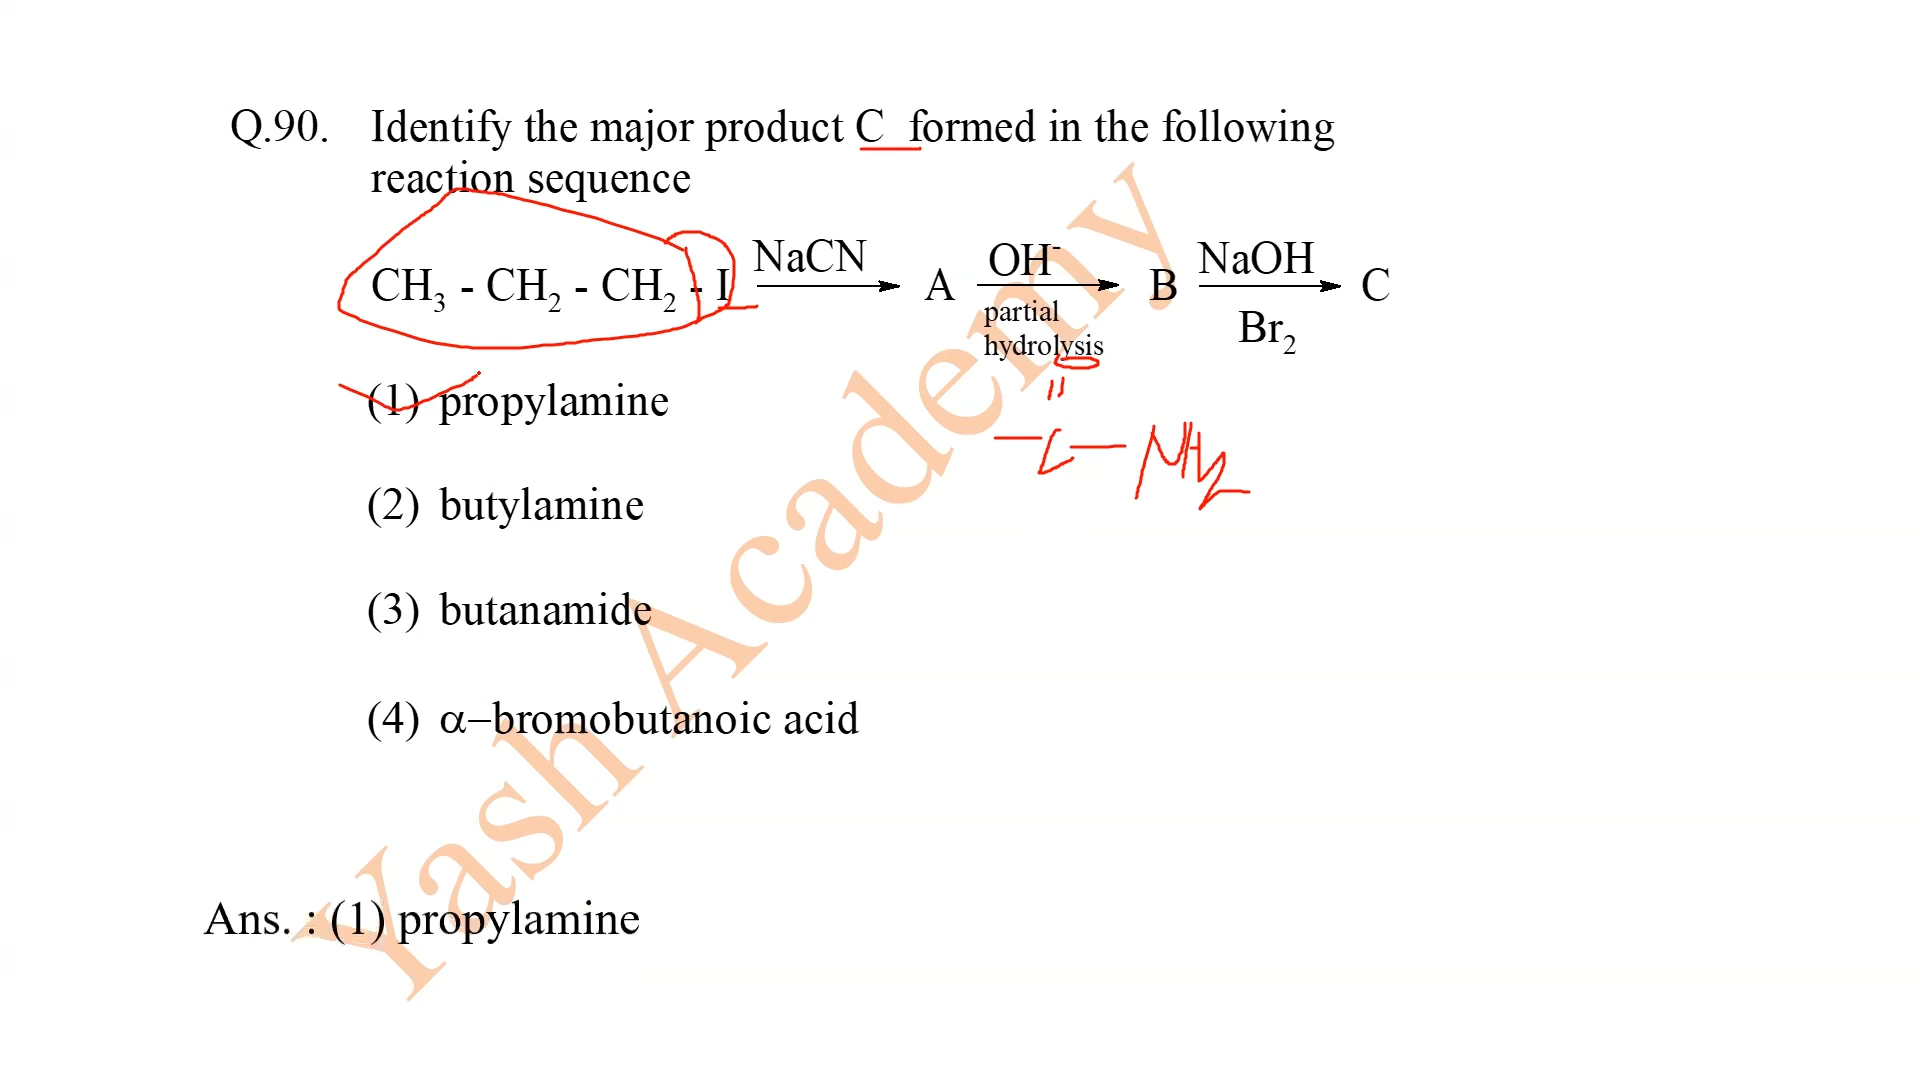 Q.90. Identify the major product C formed in the following
reaction sequence
CH3 - CH2 - CH2 - I NaCN A OH- partial hydrolysis B NaOH Br2 C
(1) propylamine
— C — NH2
(2) butylamine
(3) butanamide
(4) α–bromobutanoic acid
Ans. : (1) propylamine
Yash Academy